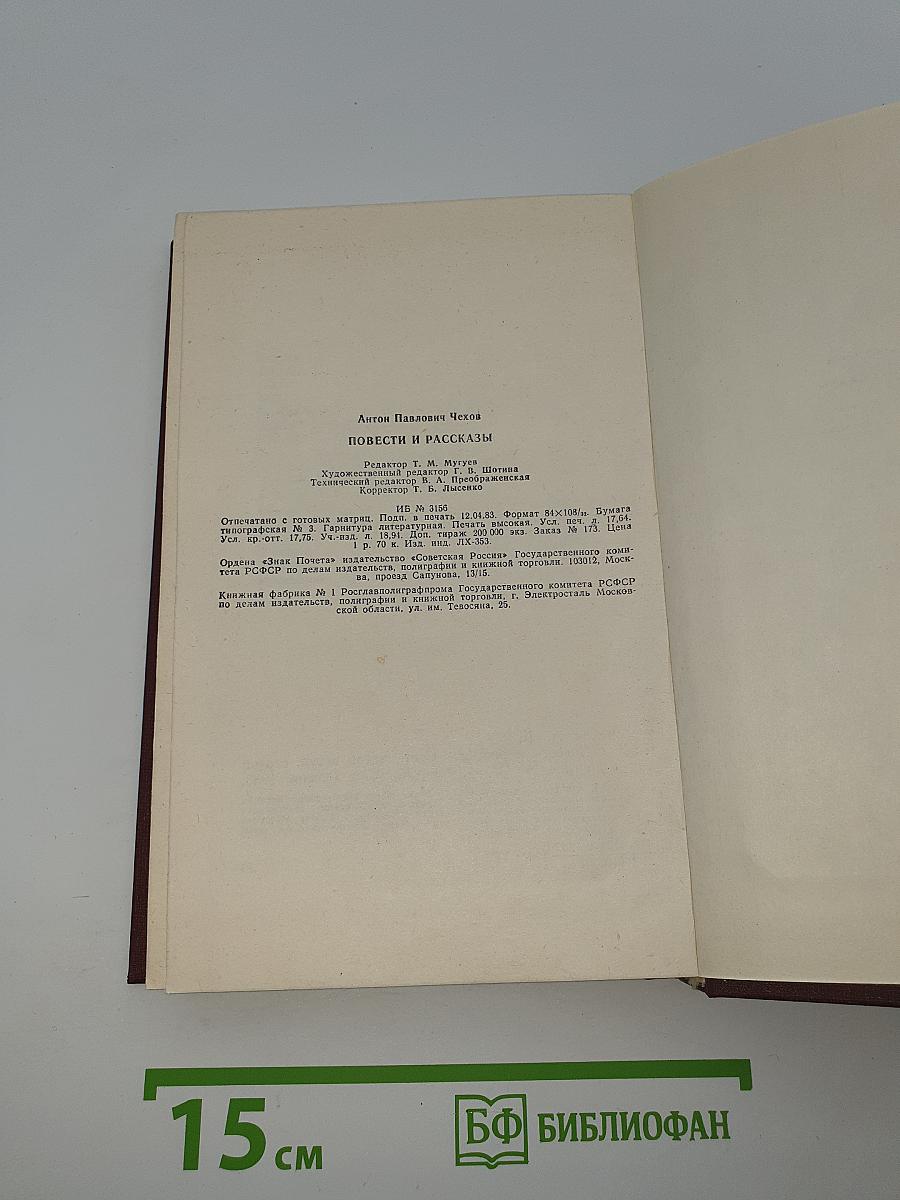 Антон Павлович Чехов
ПОВЕСТИ И РАССКАЗЫ
Редактор Т. М. Мугуев
Художественный редактор Г. В. Шотина
Технический редактор В. А. Преображенская
Корректор Т. Б. Лысенко
ИБ № 3156
Отпечатано с готовых матриц. Подп. в печать 12.04.83. Формат 84×108/₃₂. Бумага
типографская № 3. Гарнитура литературная. Печать высокая. Усл. печ. л. 17,64.
Усл. кр.-отт. 17,75. Уч.-изд. л. 18,91. Доп. тираж 200 000 экз. Заказ № 173. Цена
1 р. 70 к. Изд. инд. ЛХ-353.
Ордена «Знак Почета» издательство «Советская Россия» Государственного коми-
тета РСФСР по делам издательств, полиграфии и книжной торговли. 103012, Моск-
ва, проезд Сапунова, 13/15.
Книжная фабрика № 1 Росглавполиграфпрома Государственного комитета РСФСР
по делам издательств, полиграфии и книжной торговли, г. Электросталь Москов-
ской области, ул. им. Тевосяна, 25.
15 см
БФ БИБЛИОФАН